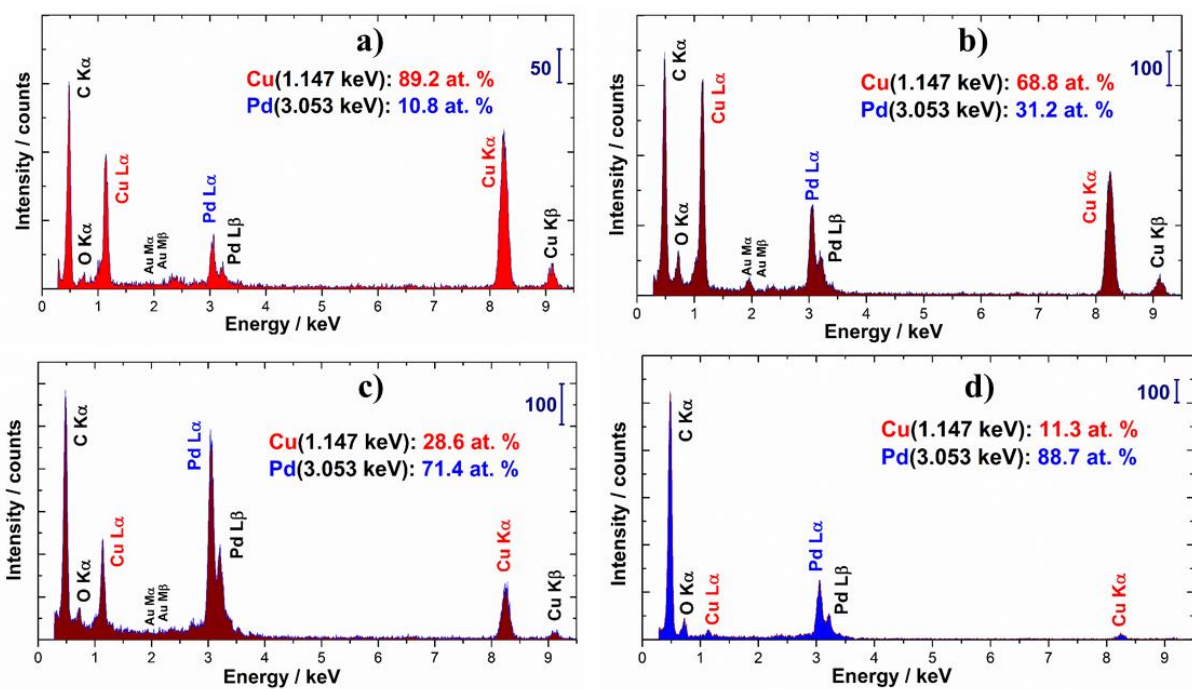 a)
50
Cu(1.147 keV): 89.2 at. %
Pd(3.053 keV): 10.8 at. %
C Kα
O Kα
Cu Lα
Au Mα
Au Mβ
Pd Lα
Pd Lβ
Cu Kα
Cu Kβ
Intensity / counts
0 1 2 3 4 5 6 7 8 9
Energy / keV
b)
100
Cu(1.147 keV): 68.8 at. %
Pd(3.053 keV): 31.2 at. %
C Kα
O Kα
Cu Lα
Au Mα
Au Mβ
Pd Lα
Pd Lβ
Cu Kα
Cu Kβ
Intensity / counts
0 1 2 3 4 5 6 7 8 9
Energy / keV
c)
100
Cu(1.147 keV): 28.6 at. %
Pd(3.053 keV): 71.4 at. %
C Kα
O Kα
Cu Lα
Au Mα
Au Mβ
Pd Lα
Pd Lβ
Cu Kα
Cu Kβ
Intensity / counts
0 1 2 3 4 5 6 7 8 9
Energy / keV
d)
100
Cu(1.147 keV): 11.3 at. %
Pd(3.053 keV): 88.7 at. %
C Kα
O Kα
Cu Lα
Pd Lα
Pd Lβ
Cu Kα
Intensity / counts
0 1 2 3 4 5 6 7 8 9
Energy / keV